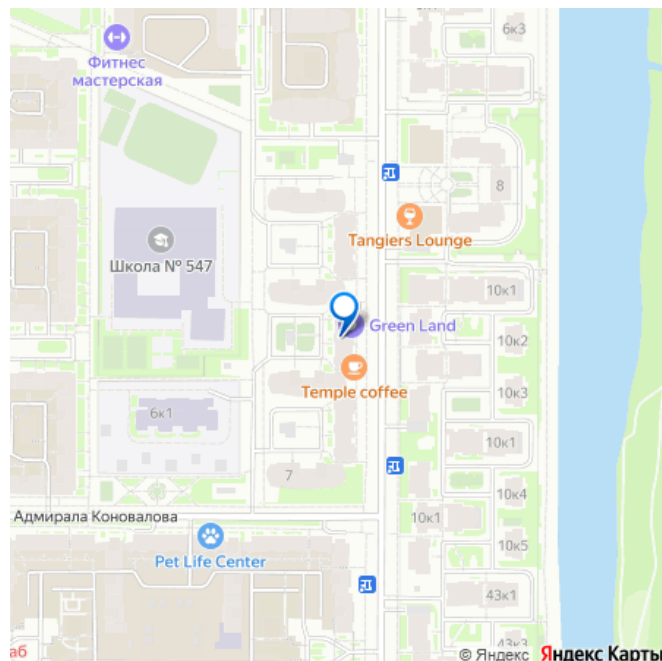 6к3
Фитнес
мастерская
8
Tangiers Lounge
Школа № 547
10к1
Green Land
10к2
Temple coffee
10к3
6к1
10к1
7
10к4
Адмирала Коновалова
10к1
10к5
Pet Life Center
43к1
43к3
аб
© Яндекс Яндекс Карты